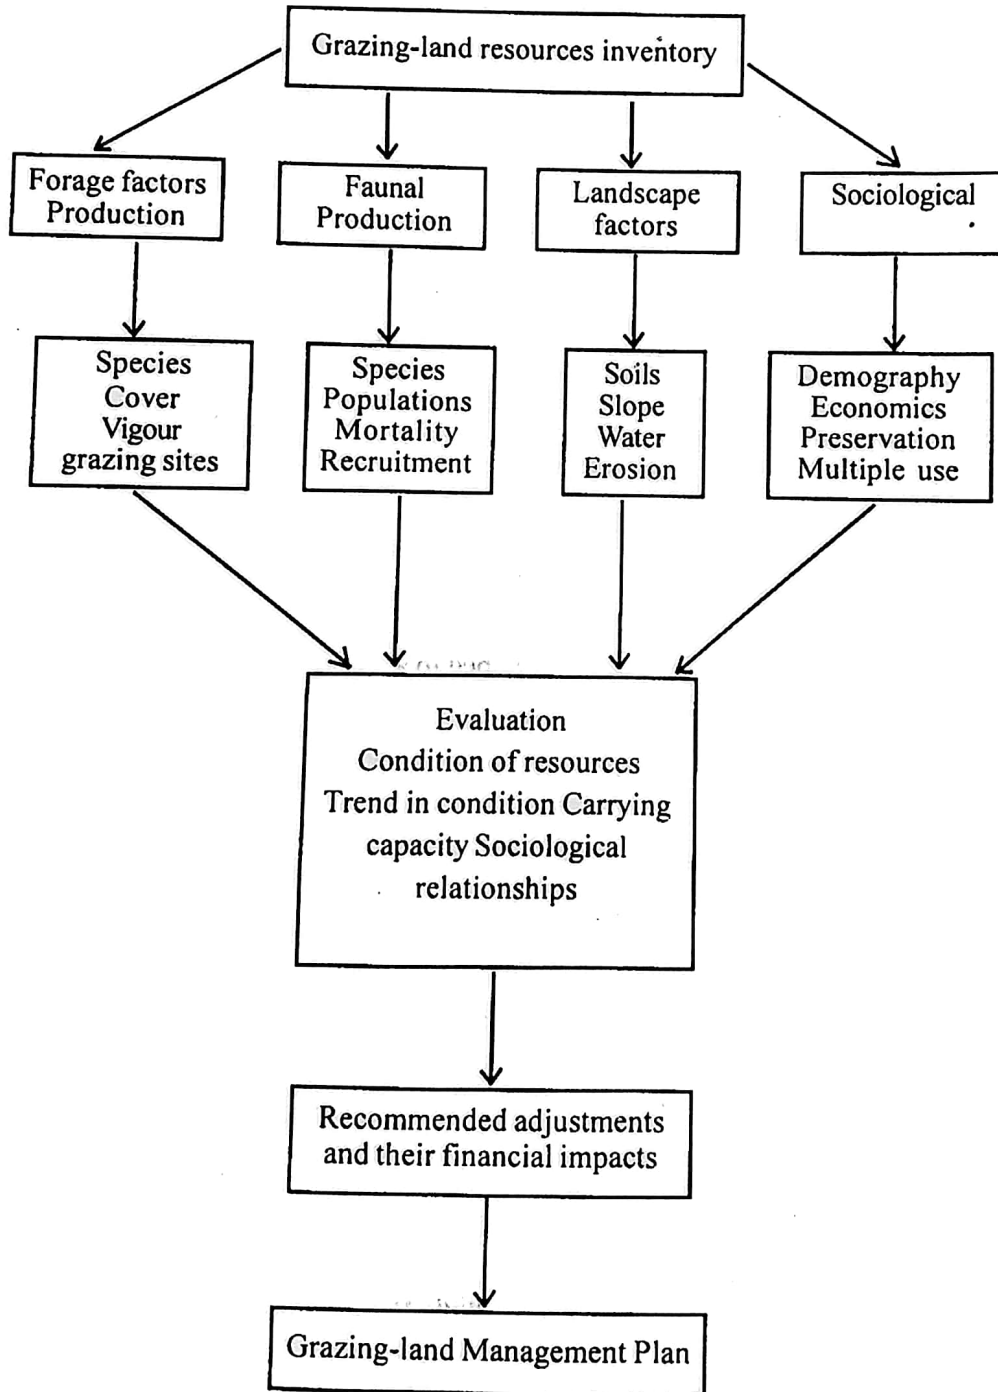 Grazing-land resources inventory
Forage factors
Production
Faunal
Production
Landscape
factors
Sociological
Species
Cover
Vigour
grazing sites
Species
Populations
Mortality
Recruitment
Soils
Slope
Water
Erosion
Demography
Economics
Preservation
Multiple use
Evaluation
Condition of resources
Trend in condition Carrying
capacity Sociological
relationships
Recommended adjustments
and their financial impacts
Grazing-land Management Plan